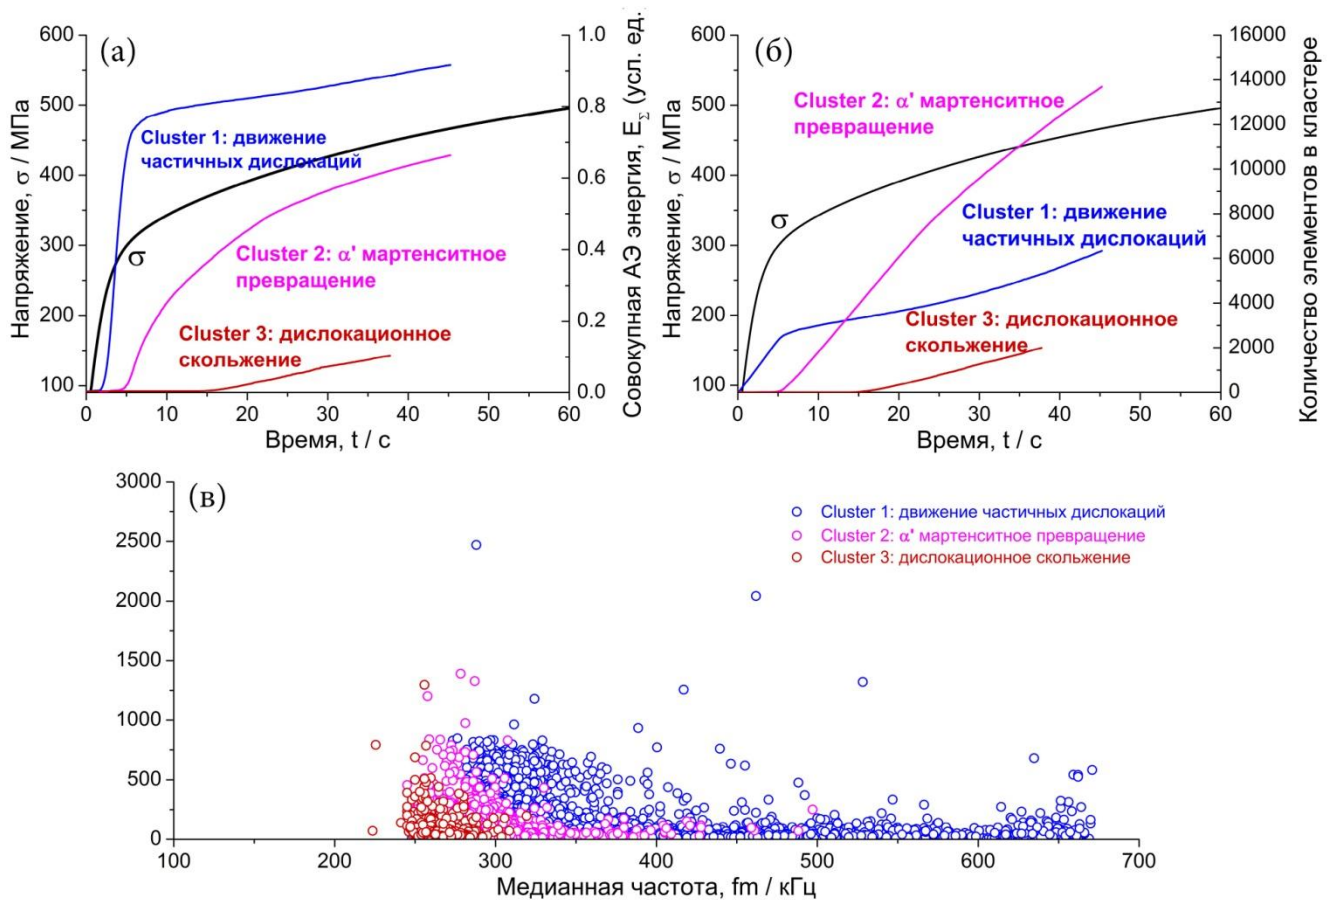 (а)
600
500
400
300
200
100
Напряжение, σ / МПа
Cluster 1: движение
частичных дислокаций
σ
Cluster 2: α' мартенситное
превращение
Cluster 3: дислокационное
скольжение
1.0
0.8
0.6
0.4
0.2
0.0
Совокупная АЭ энергия, E_Σ (усл. ед.
0 10 20 30 40 50 60
Время, t / с
(б)
600
500
400
300
200
100
Напряжение, σ / МПа
Cluster 2: α' мартенситное
превращение
σ
Cluster 1: движение
частичных дислокаций
Cluster 3: дислокационное
скольжение
16000
14000
12000
10000
8000
6000
4000
2000
0
Количество элементов в кластере
0 10 20 30 40 50 60
Время, t / с
(в)
3000
2500
2000
1500
1000
500
0
Cluster 1: движение частичных дислокаций
Cluster 2: α' мартенситное превращение
Cluster 3: дислокационное скольжение
100 200 300 400 500 600 700
Медианная частота, fm / кГц